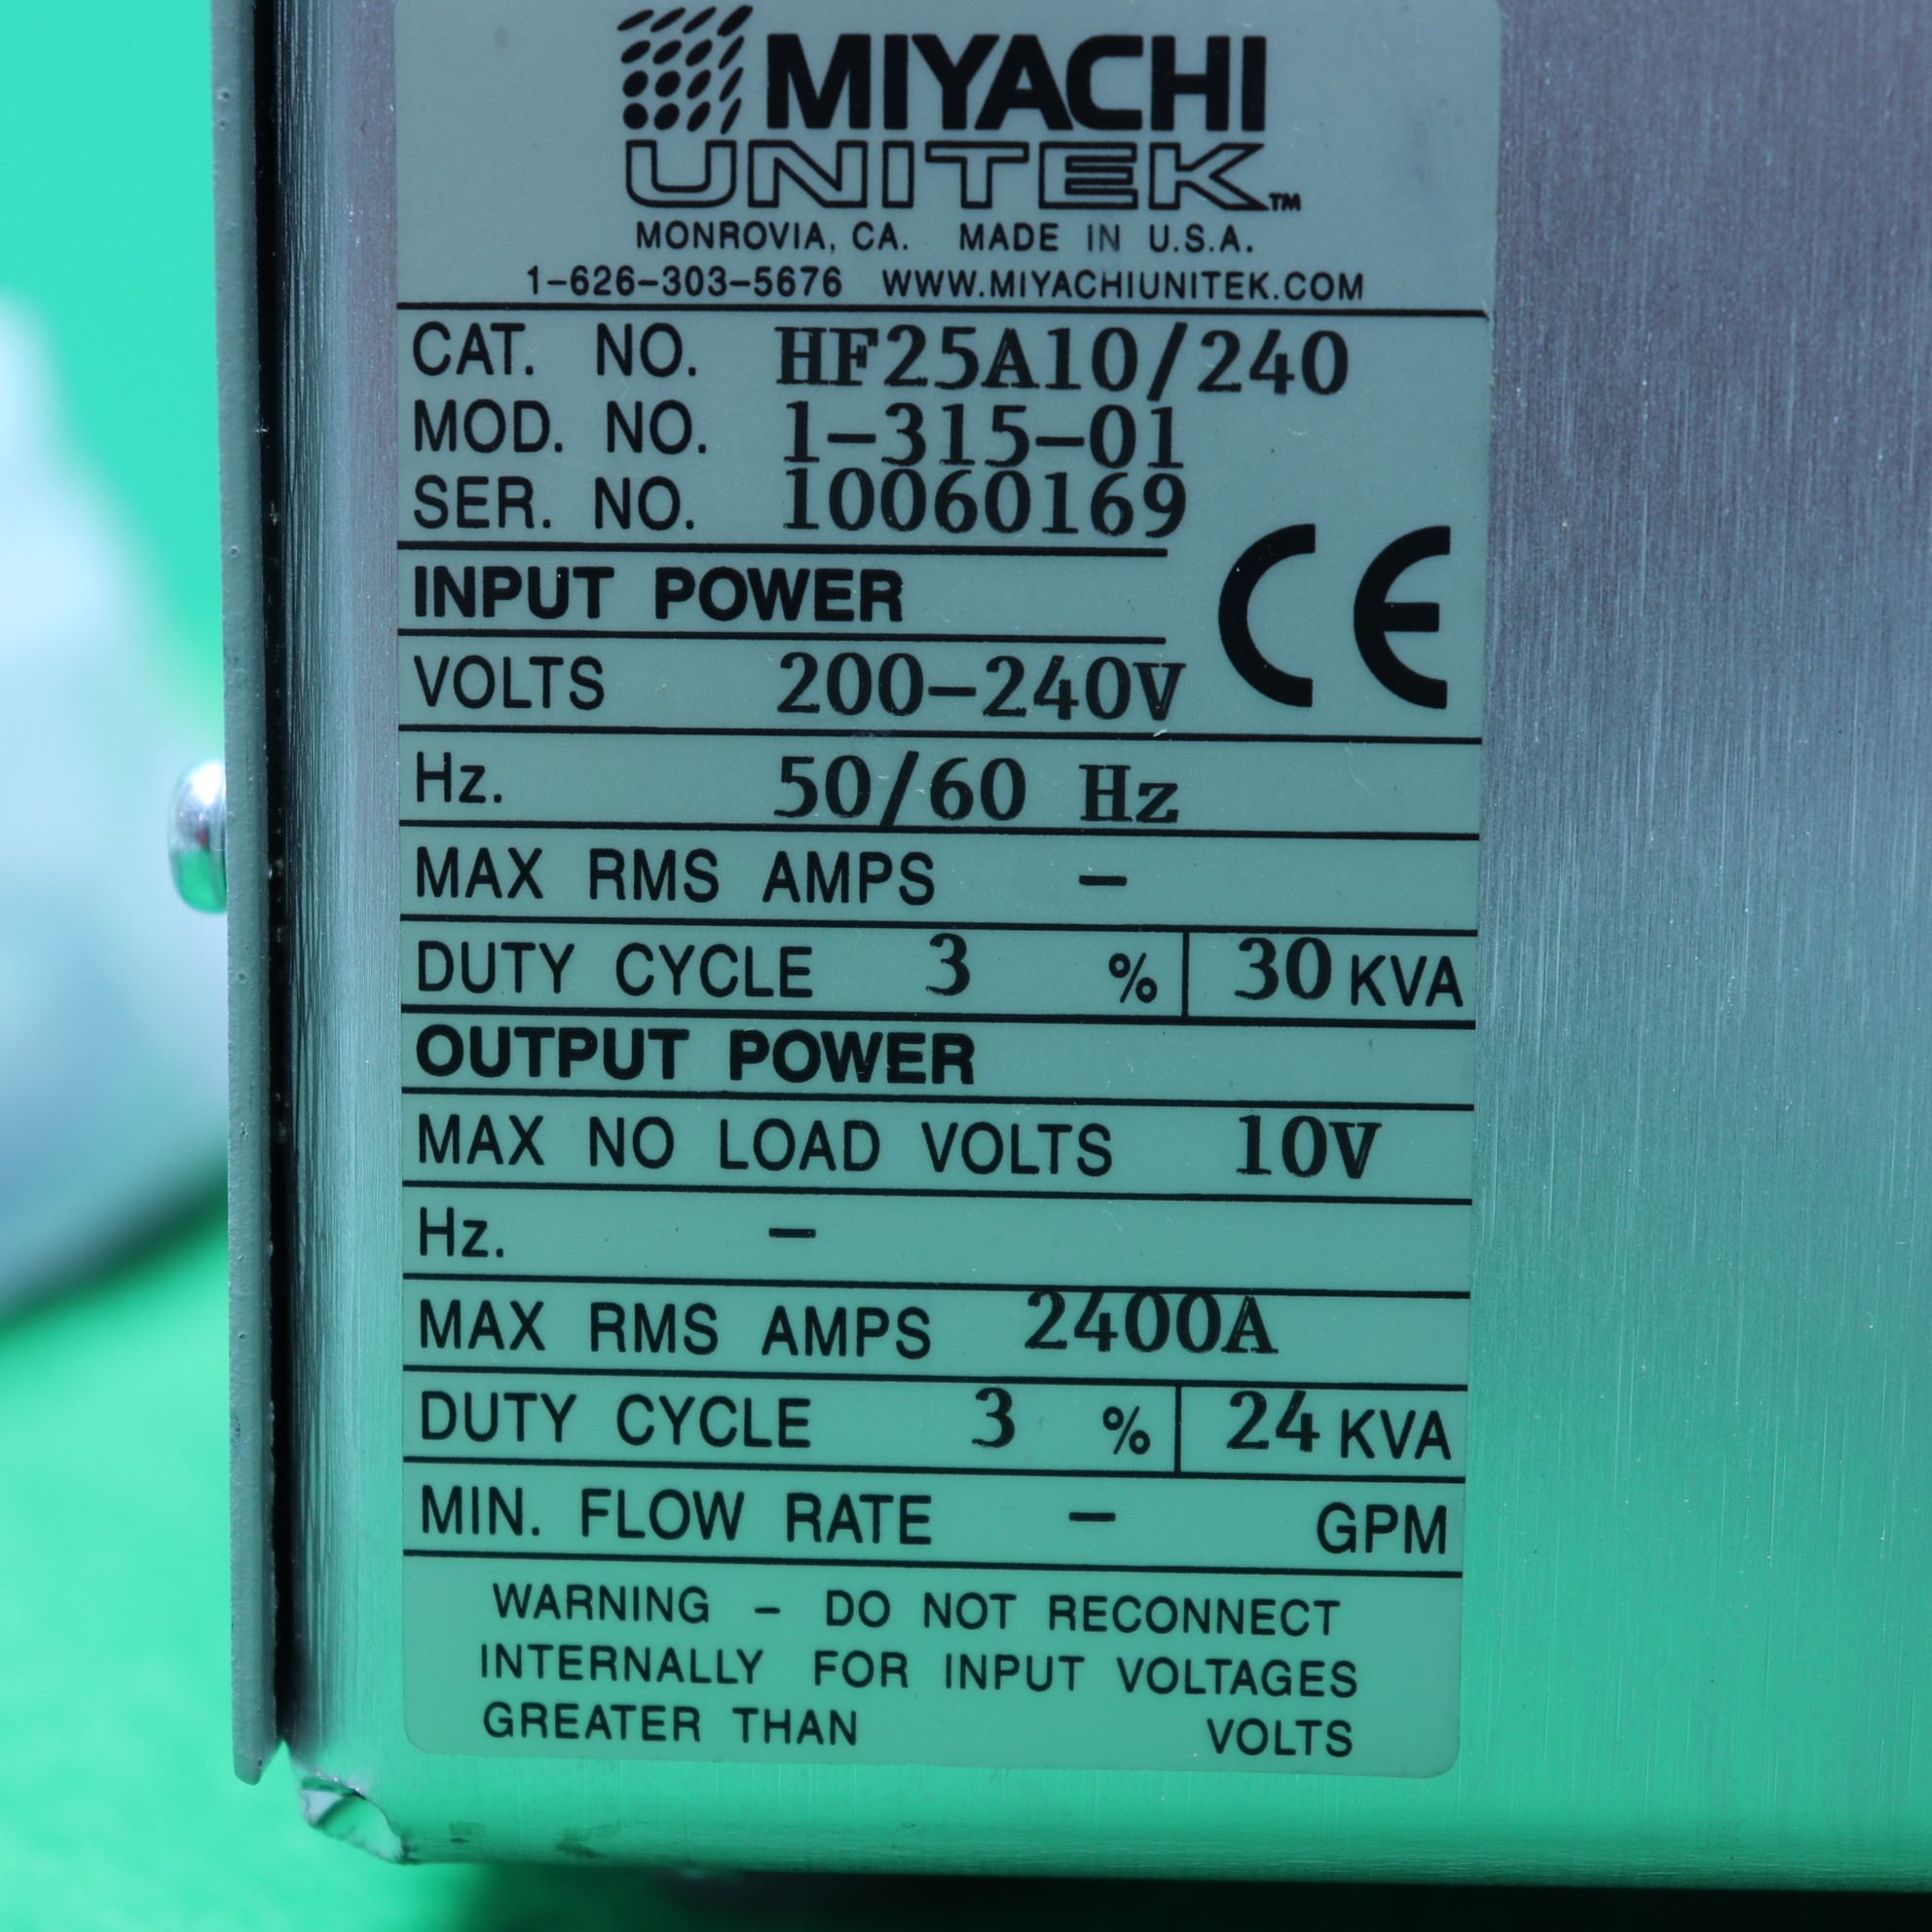 MIYACHI
UNITEK™
MONROVIA, CA. MADE IN U.S.A.
1-626-303-5676 WWW.MIYACHIUNITEK.COM
CAT. NO. HF25A10/240
MOD. NO. 1-315-01
SER. NO. 10060169
CE
INPUT POWER
VOLTS 200-240V
Hz. 50/60 Hz
MAX RMS AMPS -
DUTY CYCLE 3 % 30 KVA
OUTPUT POWER
MAX NO LOAD VOLTS 10V
Hz. -
MAX RMS AMPS 2400A
DUTY CYCLE 3 % 24 KVA
MIN. FLOW RATE - GPM
WARNING - DO NOT RECONNECT
INTERNALLY FOR INPUT VOLTAGES
GREATER THAN VOLTS